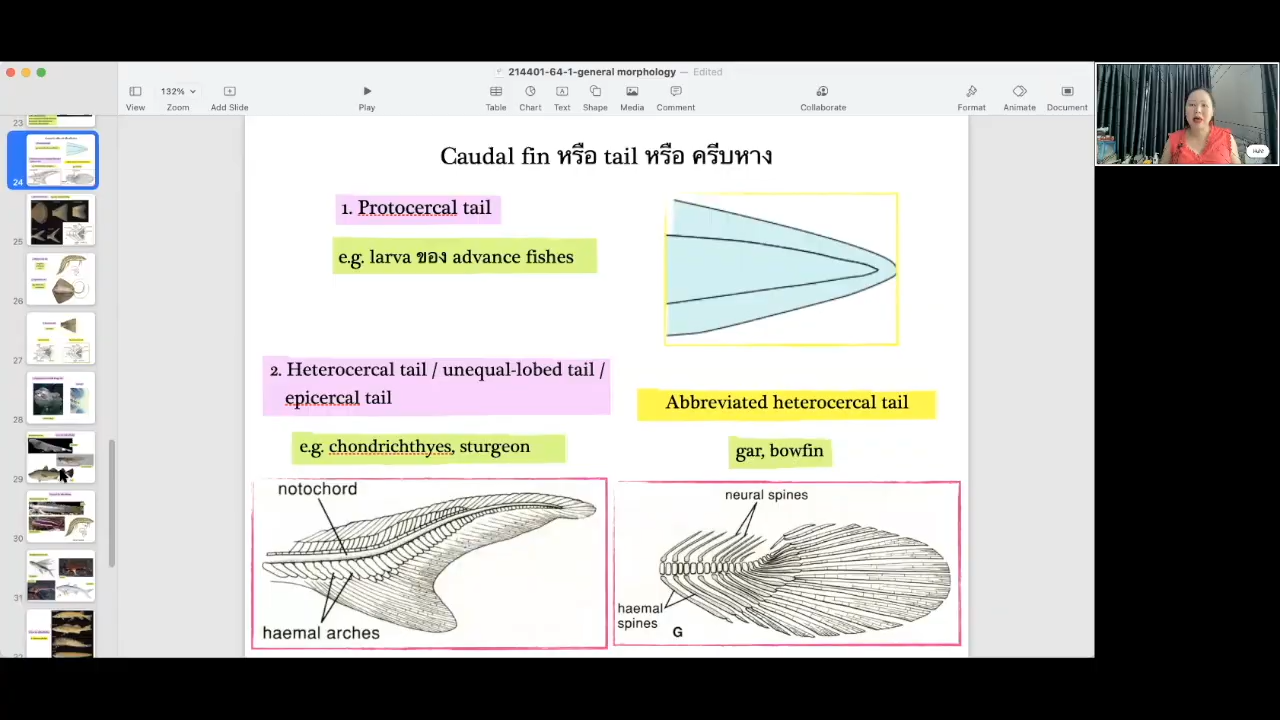 214401-64-1-general morphology — Edited
132%
View
Zoom
Add Slide
Play
Table
Chart
Text
Shape
Media
Comment
Collaborate
Format
Animate
Document
23
24
25
26
27
28
29
30
31
Caudal fin หรือ tail หรือ ครีบหาง
1. Protocercal tail
e.g. larva ของ advance fishes
2. Heterocercal tail / unequal-lobed tail /
epicercal tail
Abbreviated heterocercal tail
e.g. chondrichthyes, sturgeon
gar, bowfin
notochord
haemal arches
neural spines
haemal
spines
G